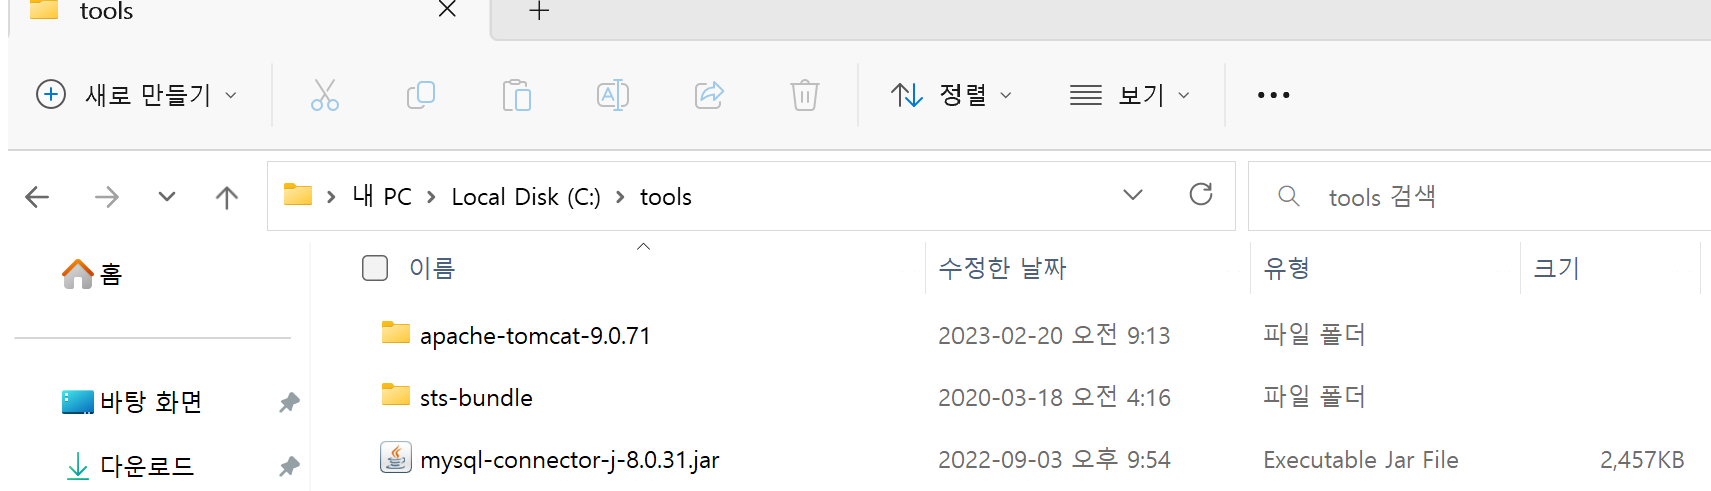 tools
새로 만들기
정렬
보기
내 PC
Local Disk (C:)
tools
tools 검색
홈
바탕 화면
다운로드
이름 수정한 날짜 유형 크기
apache-tomcat-9.0.71 2023-02-20 오전 9:13 파일 폴더
sts-bundle 2020-03-18 오전 4:16 파일 폴더
mysql-connector-j-8.0.31.jar 2022-09-03 오후 9:54 Executable Jar File 2,457KB